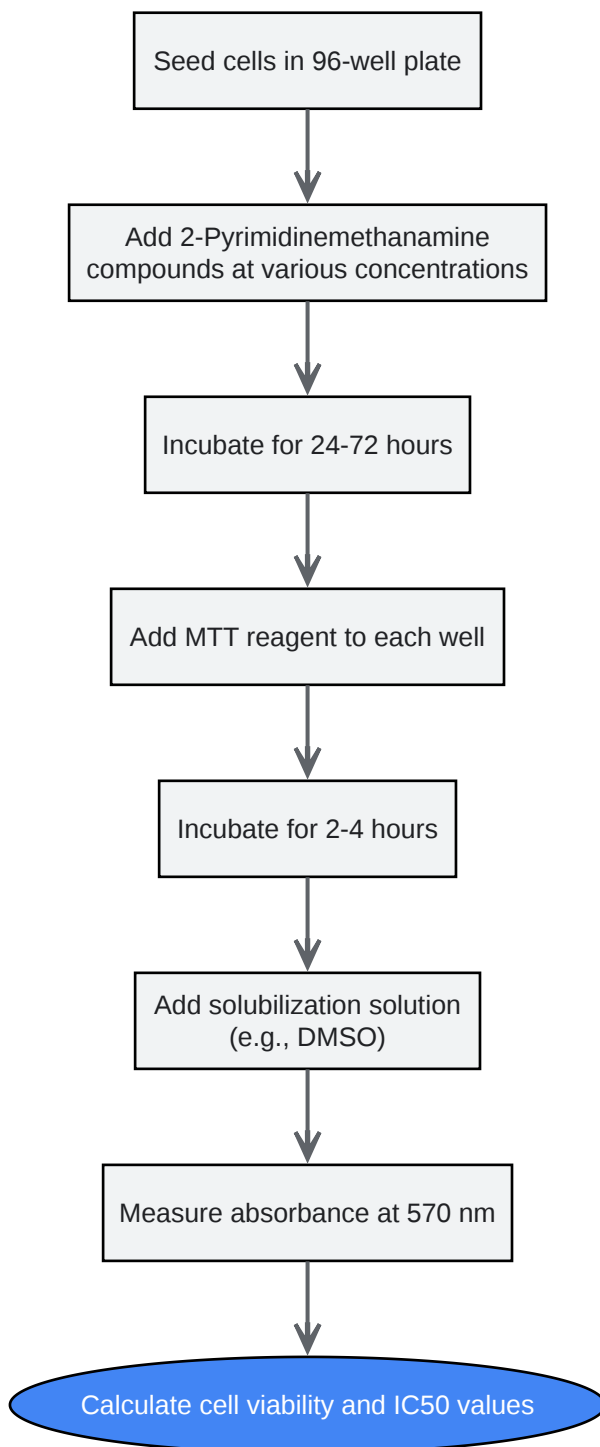 Seed cells in 96-well plate
Add 2-Pyrimidinemethanamine
compounds at various concentrations
Incubate for 24-72 hours
Add MTT reagent to each well
Incubate for 2-4 hours
Add solubilization solution
(e.g., DMSO)
Measure absorbance at 570 nm
Calculate cell viability and IC50 values